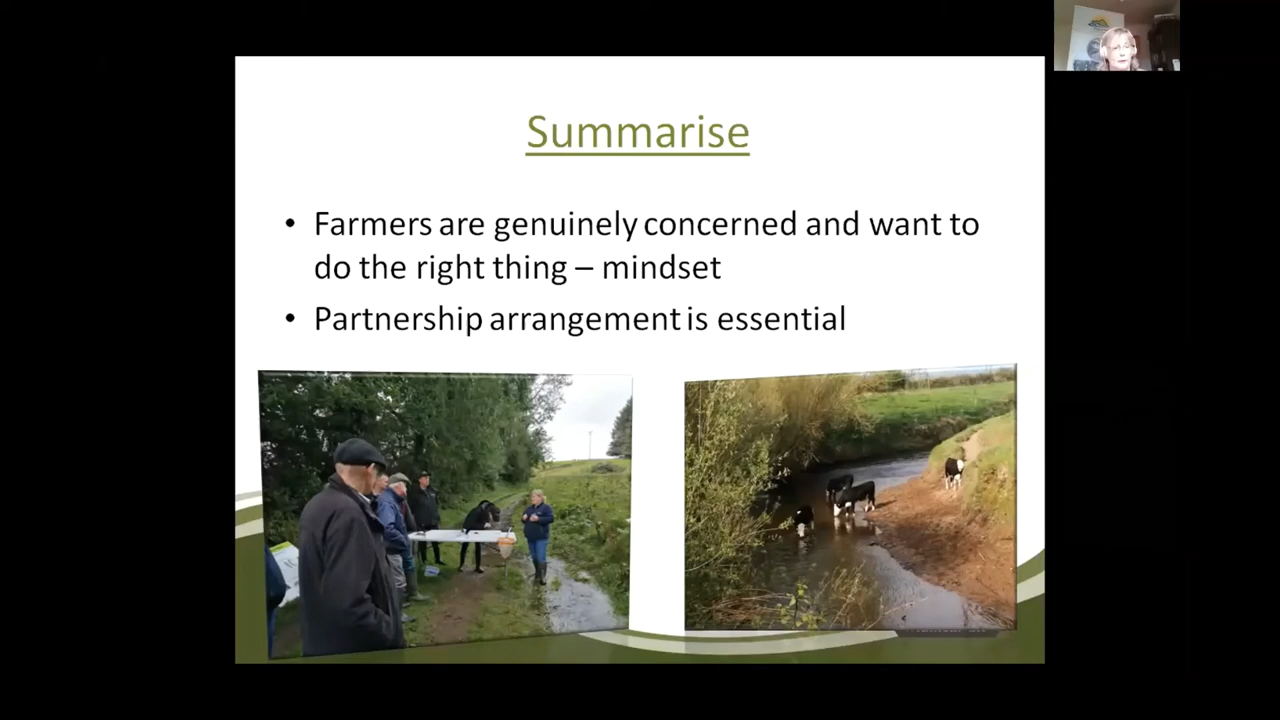 Summarise
• Farmers are genuinely concerned and want to
do the right thing – mindset
• Partnership arrangement is essential